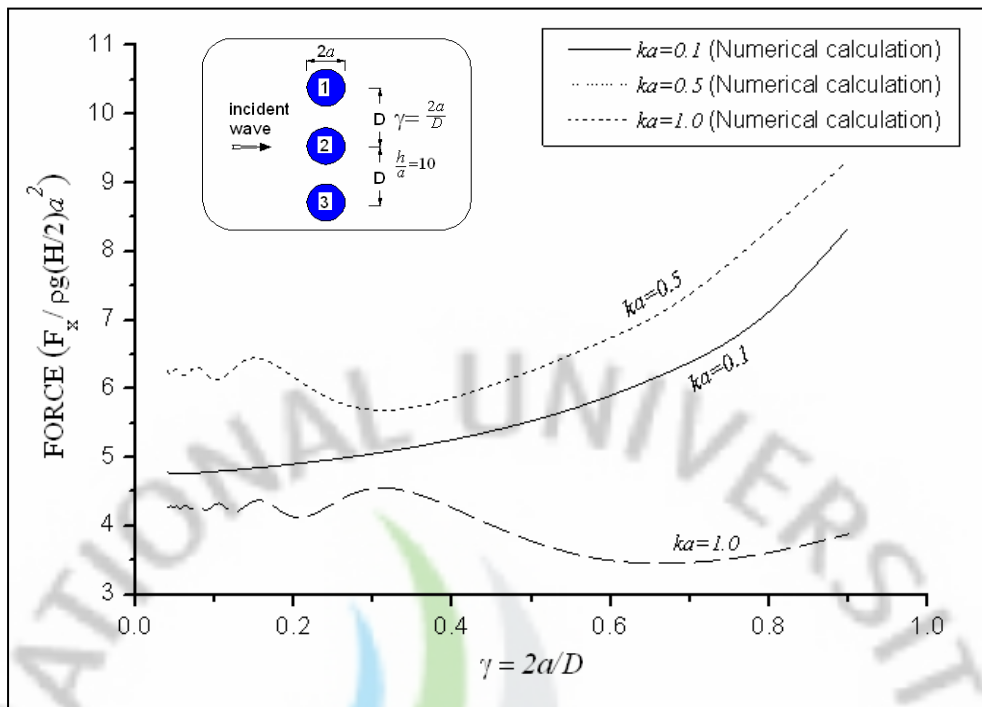 11
10
9
8
7
6
5
4
3
FORCE (F_x / ρg(H/2)a²)
0.0 0.2 0.4 0.6 0.8 1.0
γ = 2a/D
2a
incident
wave
1
2
3
D
D
γ= 2a/D
h/a =10
ka=0.1 (Numerical calculation)
ka=0.5 (Numerical calculation)
ka=1.0 (Numerical calculation)
ka=0.5
ka=0.1
ka=1.0
ATIONAL UNIVERSIT